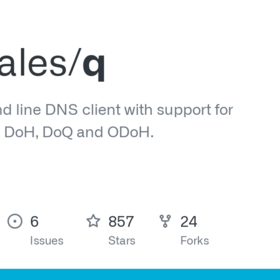 ales/q
nd line DNS client with support for
DoH, DoQ and ODoH.
6
Issues
857
Stars
24
Forks